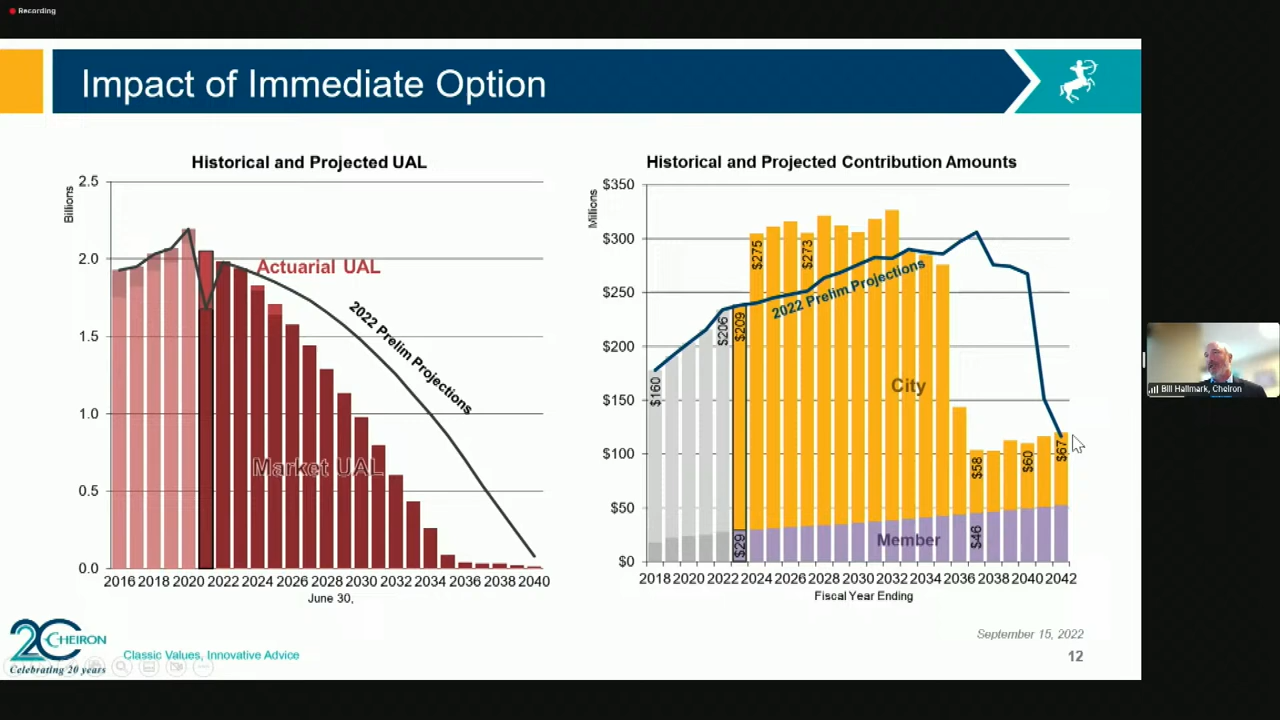 Recording
Impact of Immediate Option
Historical and Projected UAL
Billions
2.5
2.0
1.5
1.0
0.5
0.0
Actuarial UAL
2022 Prelim Projections
Market UAL
2016 2018 2020 2022 2024 2026 2028 2030 2032 2034 2036 2038 2040
June 30,
Historical and Projected Contribution Amounts
Millions
$350
$300
$250
$200
$150
$100
$50
$0
$160
$206
$209
$29
$275
$273
2022 Prelim Projections
City
Member
$58
$46
$60
$67
2018 2020 2022 2024 2026 2028 2030 2032 2034 2036 2038 2040 2042
Fiscal Year Ending
Bill Hallmark, Cheiron
September 15, 2022
12
2C CHEIRON
Celebrating 20 years
Classic Values, Innovative Advice